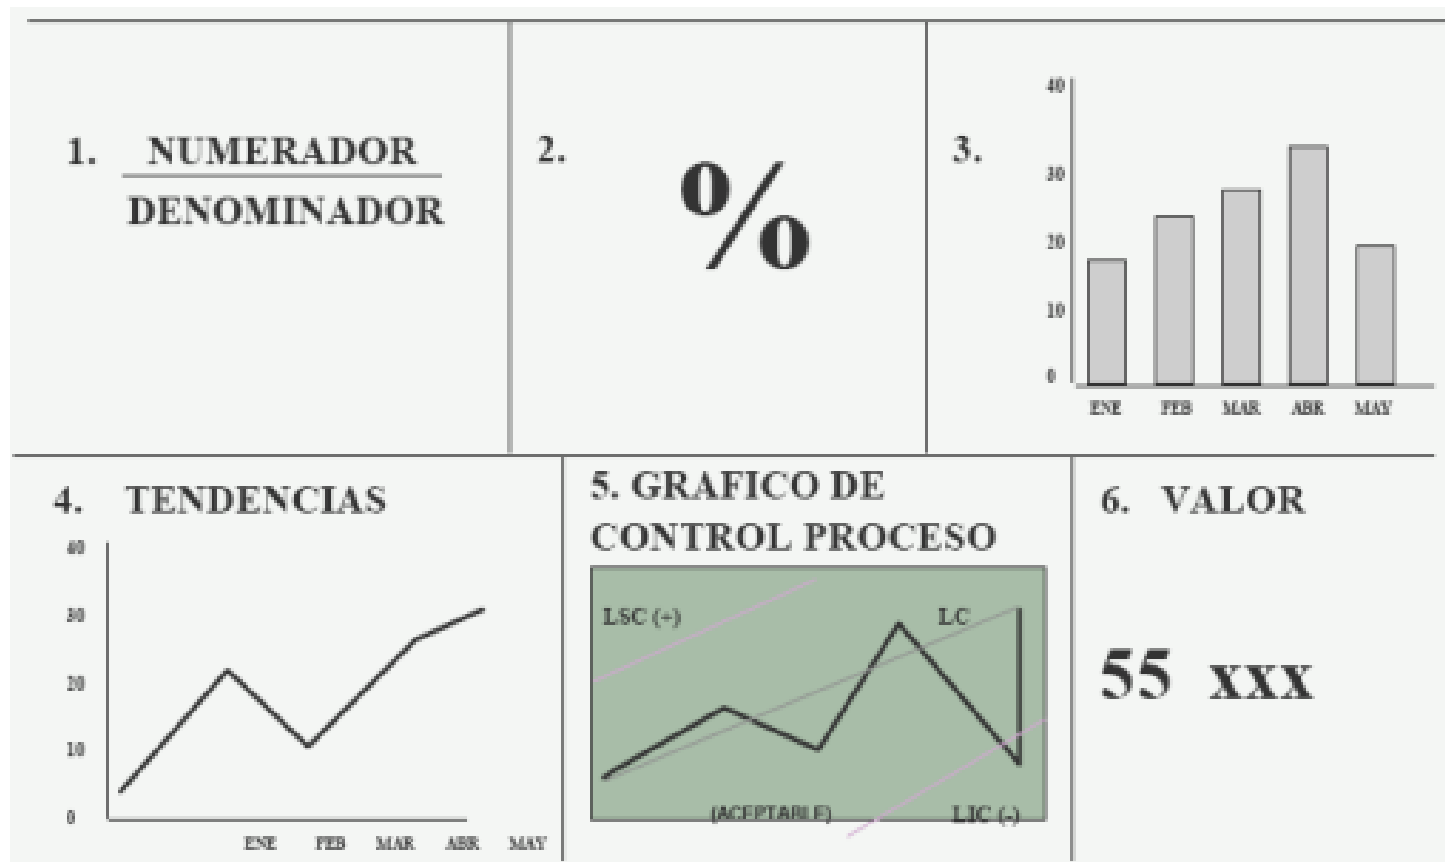 1. NUMERADOR
DENOMINADOR
2.
%
3.
40
30
20
10
0
ENE FEB MAR ABR MAY
4. TENDENCIAS
40
30
20
10
0
ENE FEB MAR ABR MAY
5. GRAFICO DE
CONTROL PROCESO
LSC (+)
LC
(ACEPTABLE)
LIC (-)
6. VALOR
55 xxx